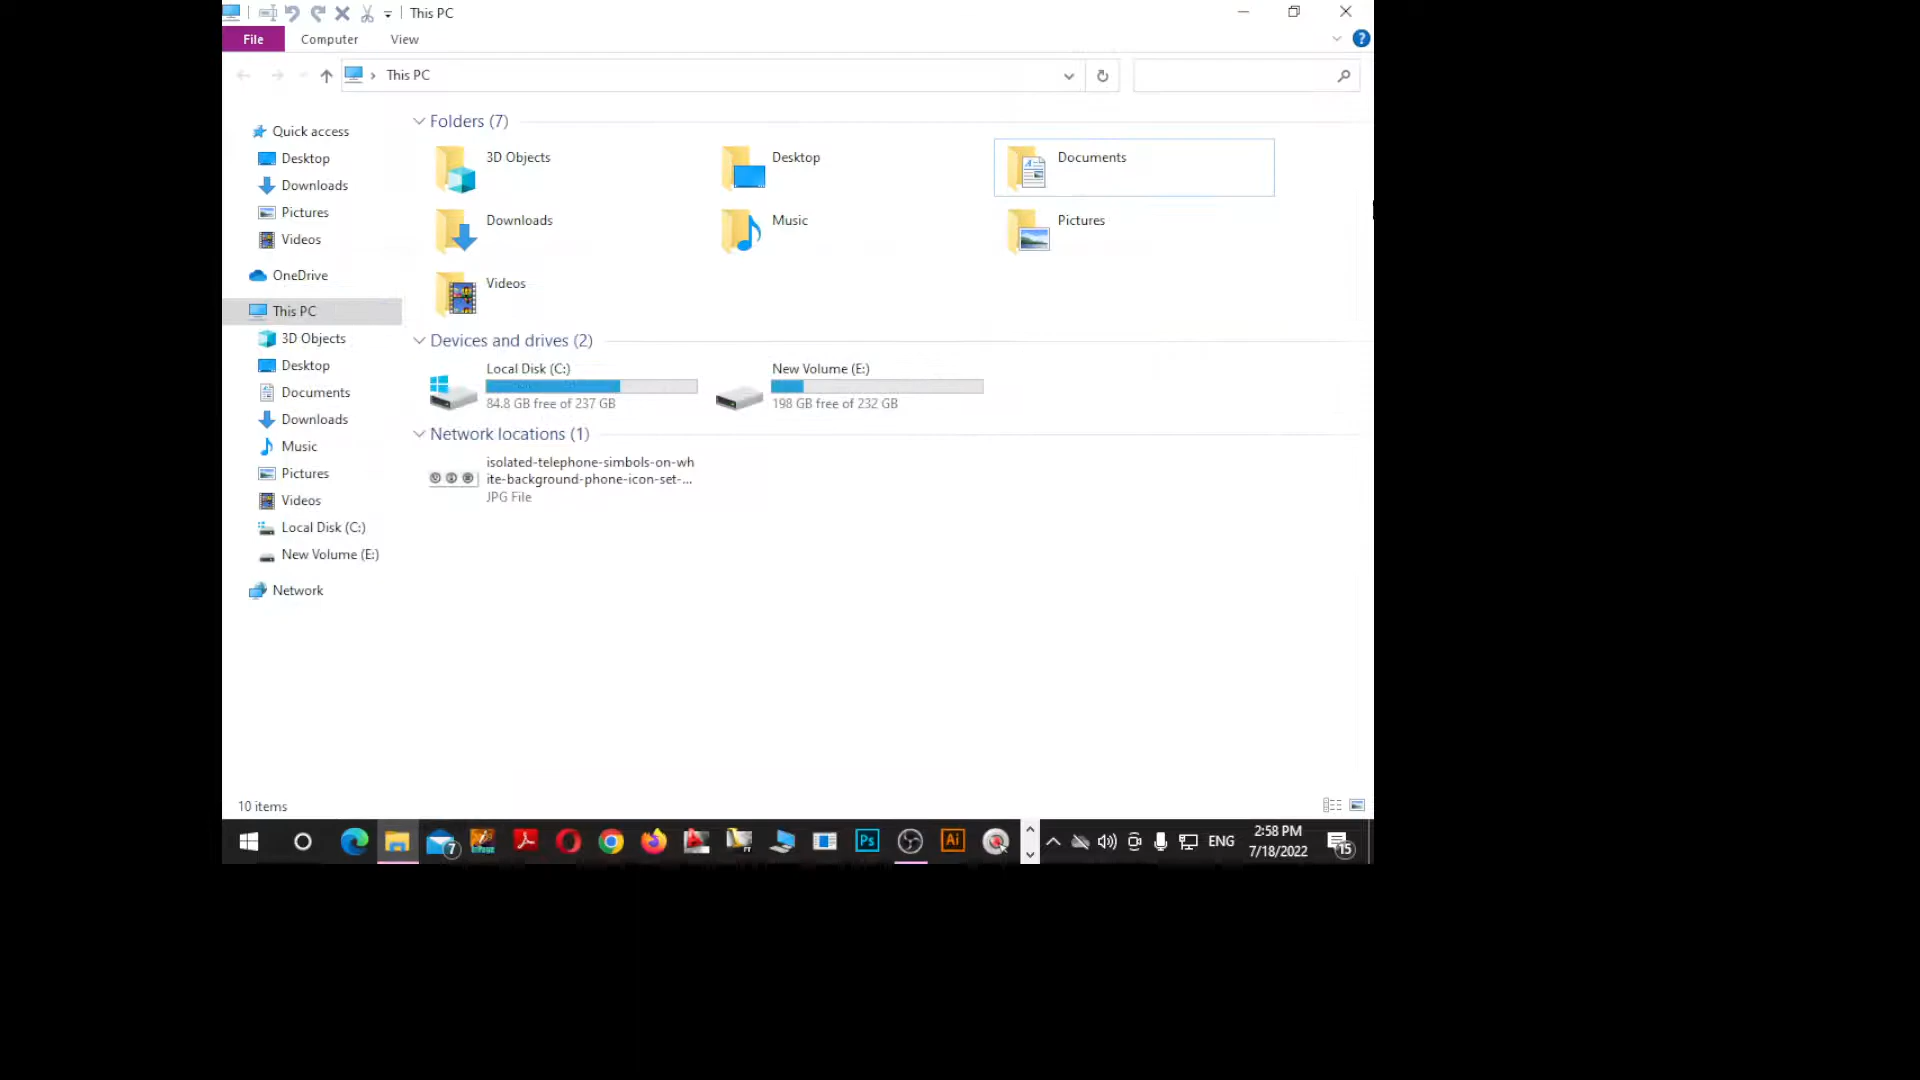 This PC
File
Computer
View
This PC
Quick access
Desktop
Downloads
Pictures
Videos
OneDrive
This PC
3D Objects
Desktop
Documents
Downloads
Music
Pictures
Videos
Local Disk (C:)
New Volume (E:)
Network
Folders (7)
3D Objects
Desktop
Documents
Downloads
Music
Pictures
Videos
Devices and drives (2)
Local Disk (C:)
84.8 GB free of 237 GB
New Volume (E:)
198 GB free of 232 GB
Network locations (1)
isolated-telephone-simbols-on-wh
ite-background-phone-icon-set-...
JPG File
10 items
7
Ps
Ai
ENG
2:58 PM
7/18/2022
15